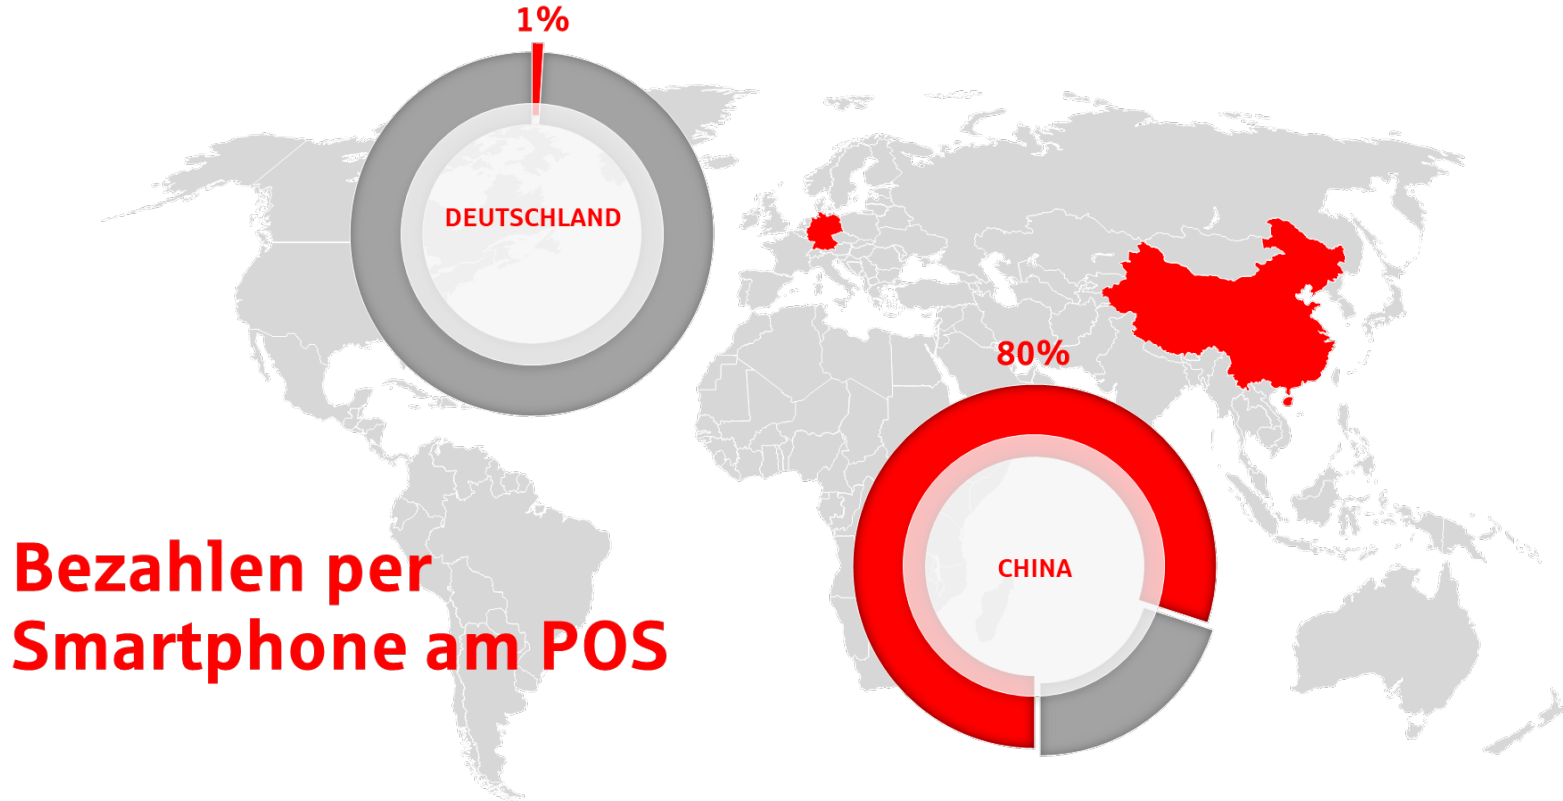 1%
DEUTSCHLAND
80%
CHINA
Bezahlen per
Smartphone am POS